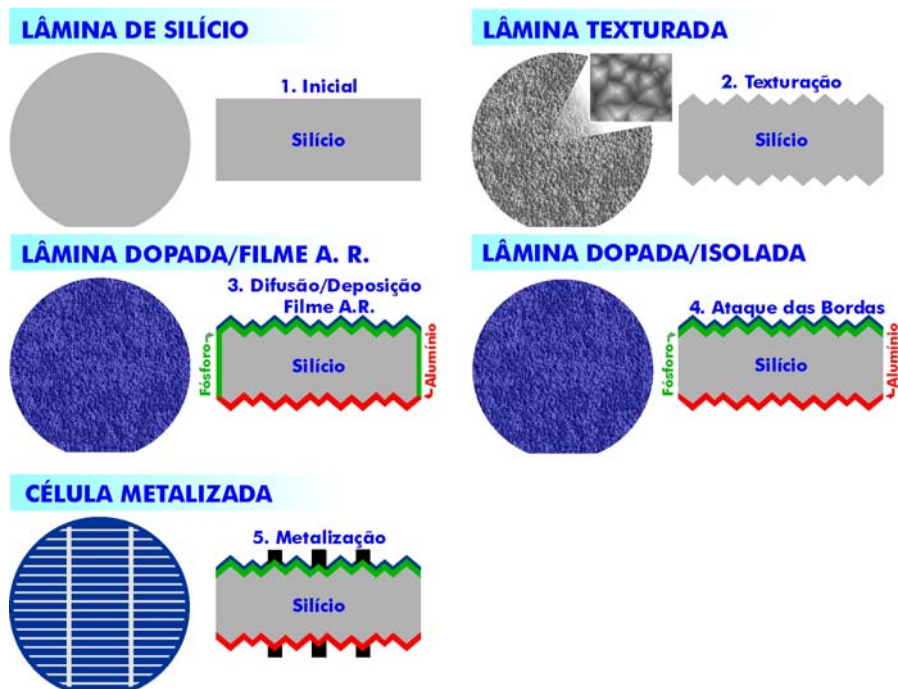 LÂMINA DE SILÍCIO
1. Inicial
Silício
LÂMINA TEXTURADA
2. Texturação
Silício
LÂMINA DOPADA/FILME A. R.
3. Difusão/Deposição
Filme A.R.
Fósforo
Silício
Alumínio
LÂMINA DOPADA/ISOLADA
4. Ataque das Bordas
Fósforo
Silício
Alumínio
CÉLULA METALIZADA
5. Metalização
Silício